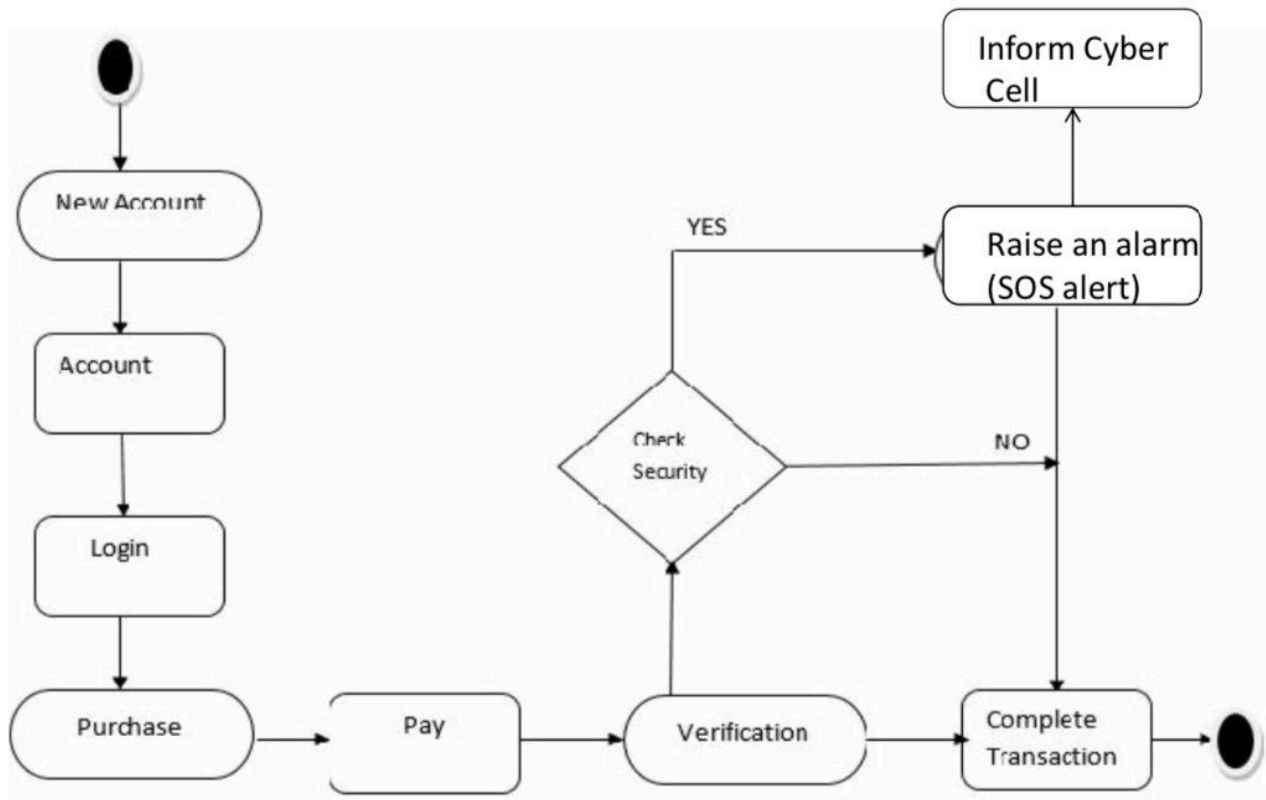 Inform Cyber
Cell
New Account
YES
Raise an alarm
(SOS alert)
Account
Check
Security
NO
Login
Purchase
Pay
Verification
Complete
Transaction